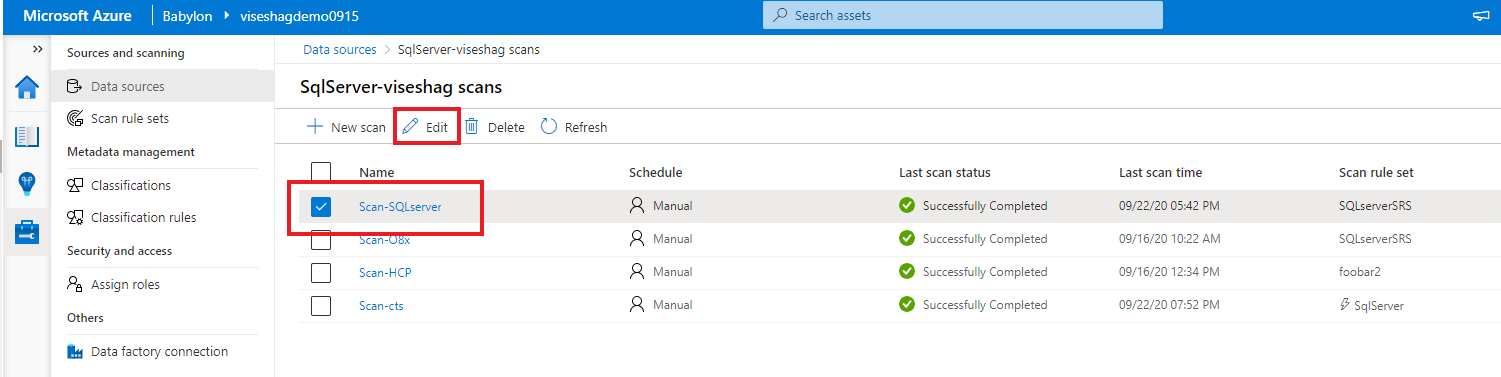 Microsoft Azure Babylon viseshagdemo0915 Search assets
Sources and scanning
Data sources
Scan rule sets
Metadata management
Classifications
Classification rules
Security and access
Assign roles
Others
Data factory connection
Data sources SqlServer-viseshag scans
SqlServer-viseshag scans
New scan Edit Delete Refresh
Name Schedule Last scan status Last scan time Scan rule set
Scan-SQLserver Manual Successfully Completed 09/22/20 05:42 PM SQLserverSRS
Scan-O8x Manual Successfully Completed 09/16/20 10:22 AM SQLserverSRS
Scan-HCP Manual Successfully Completed 09/16/20 12:34 PM foobar2
Scan-cts Manual Successfully Completed 09/22/20 07:52 PM SqlServer